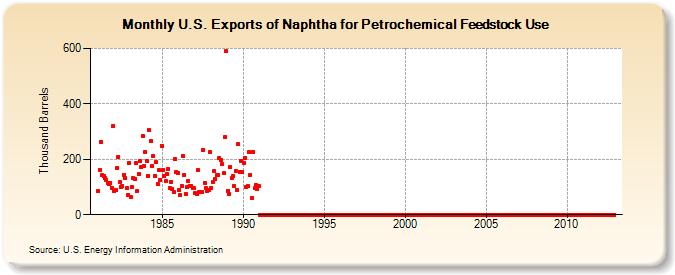 Monthly U.S. Exports of Naphtha for Petrochemical Feedstock Use
Thousand Barrels
600
400
200
0
1985 1990 1995 2000 2005 2010
Source: U.S. Energy Information Administration